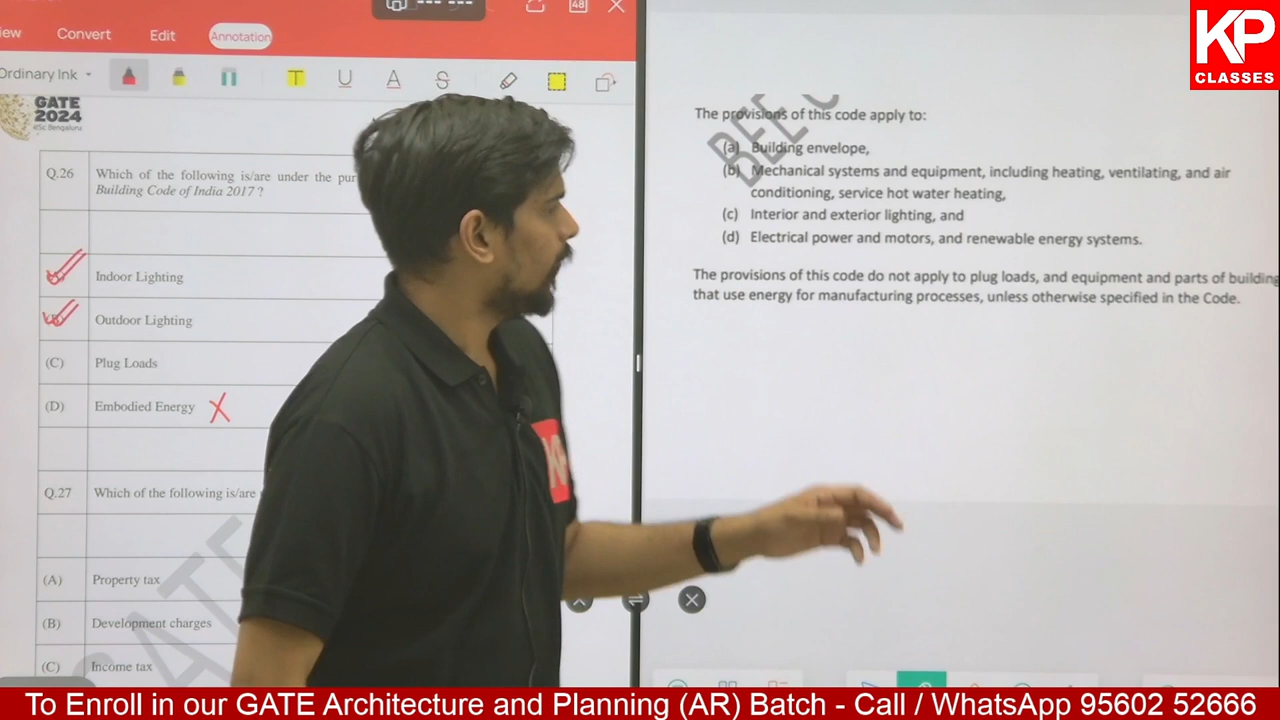 KP
CLASSES
48
Convert
Edit
Annotation
Ordinary Ink
T
U
A
S
GATE
2024
IISc Bengaluru
Q.26
Which of the following is/are under the
Building Code of India 2017 ?
Indoor Lighting
Outdoor Lighting
(C)
Plug Loads
(D)
Embodied Energy
Q.27
Which of the following is/are
(A)
Property tax
(B)
Development charges
(C)
Income tax
The provisions of this code apply to:
(a) Building envelope,
(b) Mechanical systems and equipment, including heating, ventilating, and air
conditioning, service hot water heating,
(c) Interior and exterior lighting, and
(d) Electrical power and motors, and renewable energy systems.
The provisions of this code do not apply to plug loads, and equipment and parts of building
that use energy for manufacturing processes, unless otherwise specified in the Code.
BEE
To Enroll in our GATE Architecture and Planning (AR) Batch - Call / WhatsApp 95602 52666